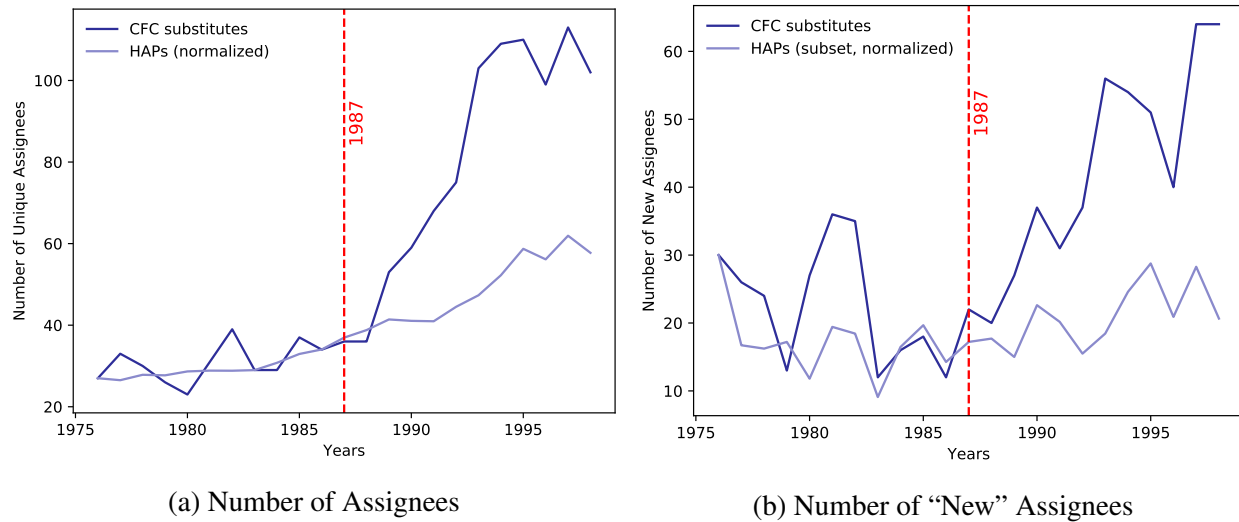 CFC substitutes
HAPs (normalized)
1987
Number of Unique Assignees
100
80
60
40
20
1975
1980
1985
1990
1995
Years
(a) Number of Assignees
CFC substitutes
HAPs (subset, normalized)
1987
Number of New Assignees
60
50
40
30
20
10
1975
1980
1985
1990
1995
Years
(b) Number of “New” Assignees